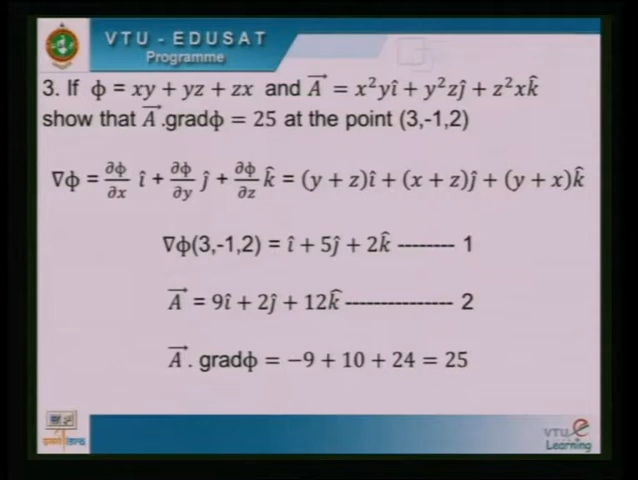 VTU - EDUSAT
Programme
3. If ϕ = xy + yz + zx and A⃗ = x²yî + y²zĵ + z²xk̂
show that A⃗ .gradϕ = 25 at the point (3,-1,2)
∇ϕ = ∂ϕ/∂x î + ∂ϕ/∂y ĵ + ∂ϕ/∂z k̂ = (y + z)î + (x + z)ĵ + (y + x)k̂
∇ϕ(3,-1,2) = î + 5ĵ + 2k̂ -------- 1
A⃗ = 9î + 2ĵ + 12k̂ --------------- 2
A⃗ . gradϕ = −9 + 10 + 24 = 25
VTU e
Learning